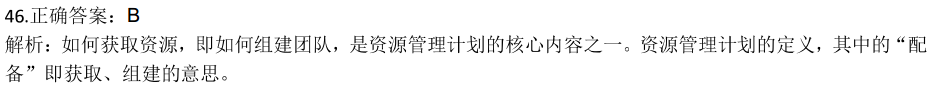 46.正确答案：B
解析：如何获取资源，即如何组建团队，是资源管理计划的核心内容之一。资源管理计划的定义，其中的“配
备”即获取、组建的意思。